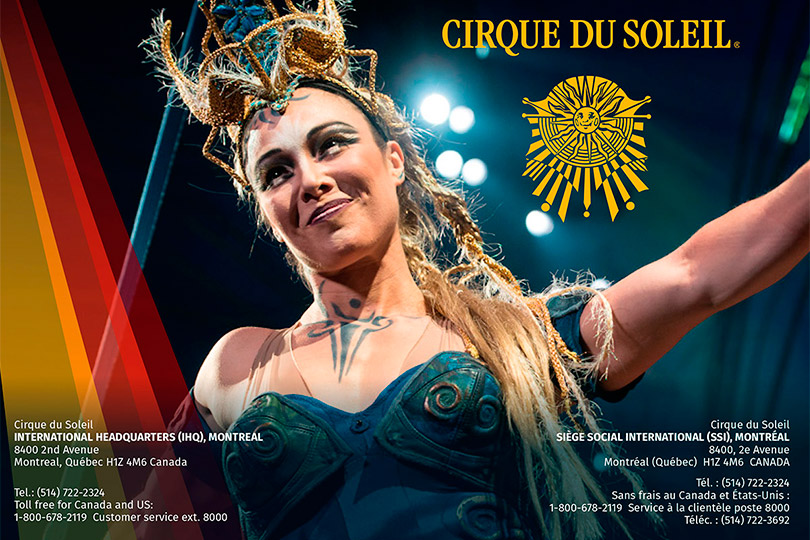 CIRQUE DU SOLEIL®
Cirque du Soleil
INTERNATIONAL HEADQUARTERS (IHQ), MONTREAL
8400 2nd Avenue
Montreal, Québec H1Z 4M6 Canada
Tel.: (514) 722-2324
Toll free for Canada and US:
1-800-678-2119 Customer service ext. 8000
Cirque du Soleil
SIÈGE SOCIAL INTERNATIONAL (SSI), MONTRÉAL
8400, 2e Avenue
Montréal (Québec) H1Z 4M6 CANADA
Tél. : (514) 722-2324
Sans frais au Canada et États-Unis :
1-800-678-2119 Service à la clientèle poste 8000
Téléc. : (514) 722-3692